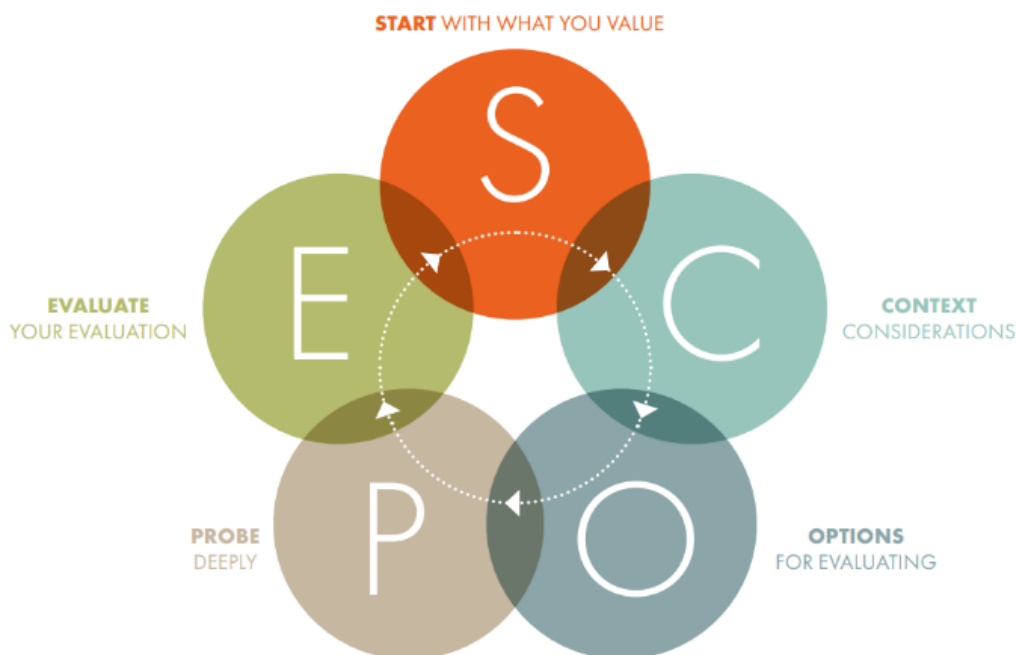 START WITH WHAT YOU VALUE
S
C
CONTEXT
CONSIDERATIONS
O
OPTIONS
FOR EVALUATING
P
PROBE
DEEPLY
E
EVALUATE
YOUR EVALUATION